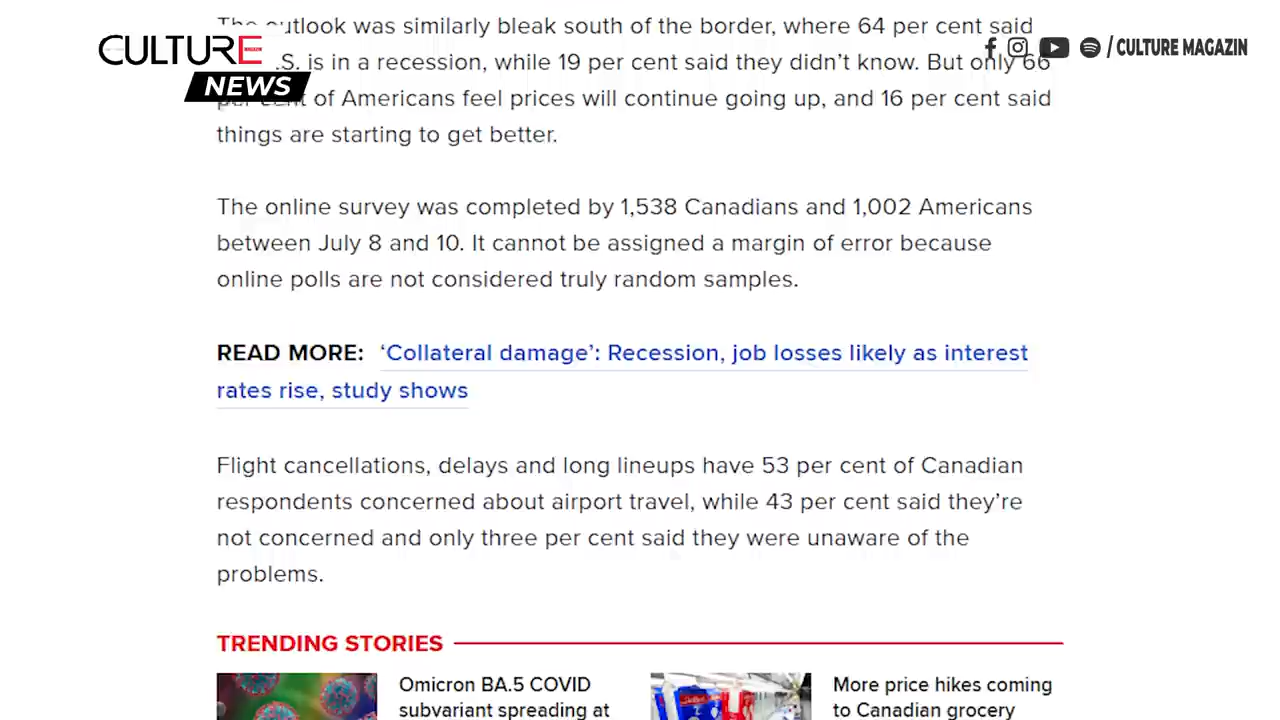 The outlook was similarly bleak south of the border, where 64 per cent said
CULTURE
NEWS
/ CULTURE MAGAZIN
.S. is in a recession, while 19 per cent said they didn't know. But only 66
per cent of Americans feel prices will continue going up, and 16 per cent said
things are starting to get better.
The online survey was completed by 1,538 Canadians and 1,002 Americans
between July 8 and 10. It cannot be assigned a margin of error because
online polls are not considered truly random samples.
READ MORE: ‘Collateral damage’: Recession, job losses likely as interest
rates rise, study shows
Flight cancellations, delays and long lineups have 53 per cent of Canadian
respondents concerned about airport travel, while 43 per cent said they’re
not concerned and only three per cent said they were unaware of the
problems.
TRENDING STORIES
Omicron BA.5 COVID
subvariant spreading at
More price hikes coming
to Canadian grocery